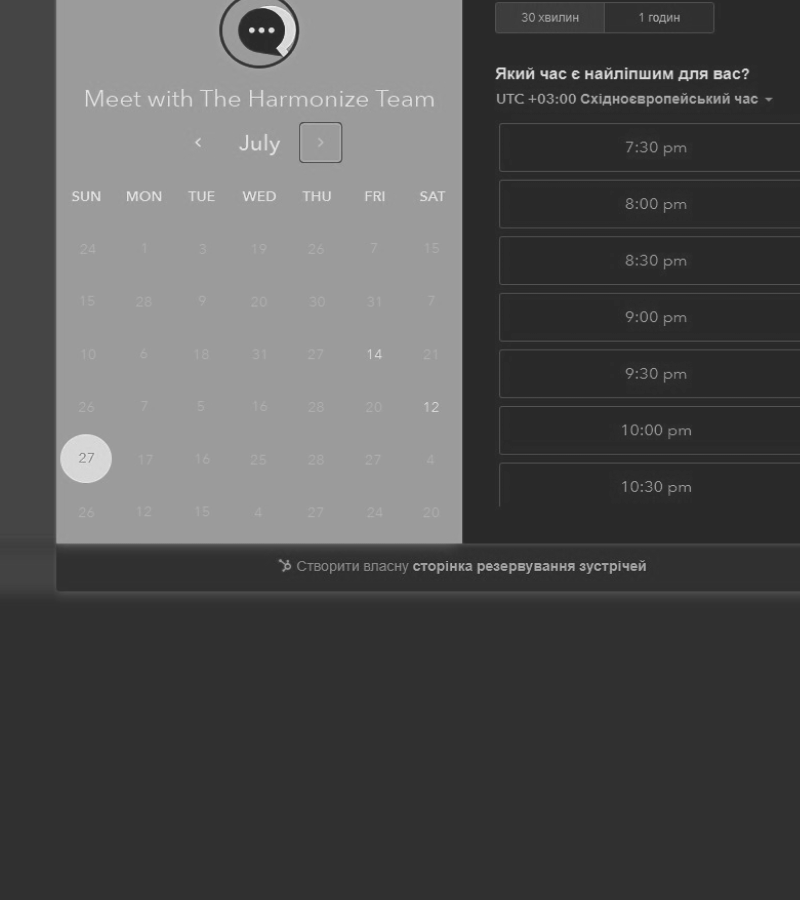 30 хвилин 1 годин
Meet with The Harmonize Team
July
SUN MON TUE WED THU FRI SAT
24 1 3 19 26 7 15
15 28 9 20 30 31 7
10 6 18 31 27 14 21
26 7 5 16 28 20 12
27 17 16 25 28 27 4
26 12 15 4 27 24 20
Який час є найліпшим для вас?
UTC +03:00 Східноєвропейський час
7:30 pm
8:00 pm
8:30 pm
9:00 pm
9:30 pm
10:00 pm
10:30 pm
Створити власну сторінка резервування зустрічей